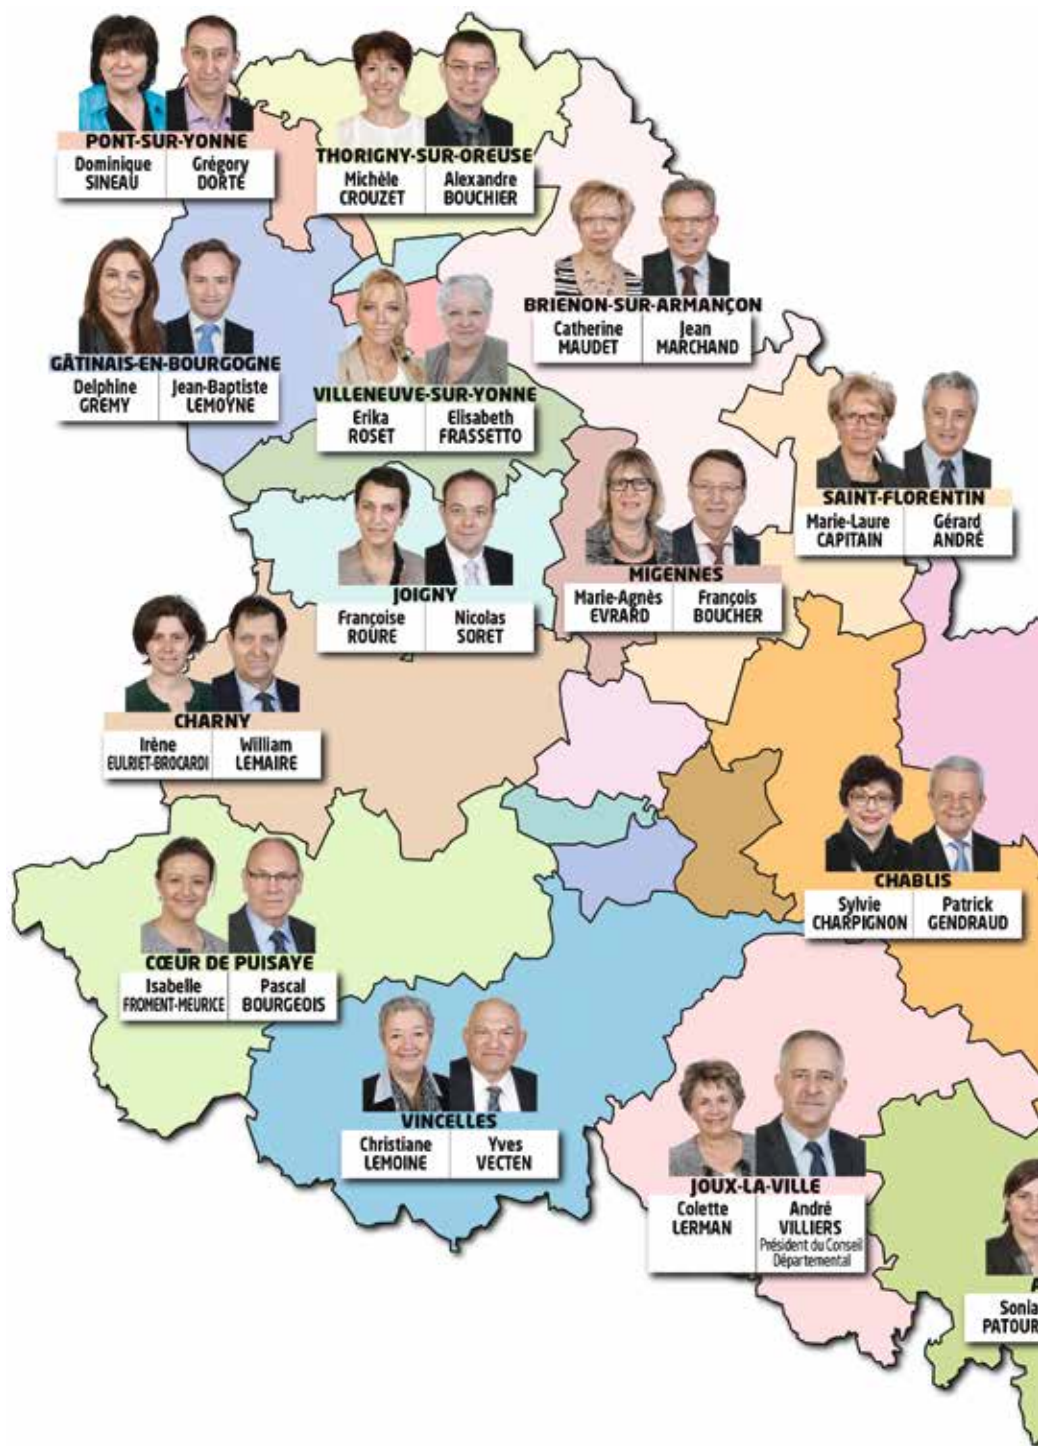 PONT-SUR-YONNE
Dominique
SINEAU
Grégory
DORTE
THORIGNY-SUR-OREUSE
Michèle
CROUZET
Alexandre
BOUCHIER
BRIENON-SUR-ARMANÇON
Catherine
MAUDET
Jean
MARCHAND
GÂTINAIS-EN-BOURGOGNE
Delphine
GREMY
Jean-Baptiste
LEMOYNE
VILLENEUVE-SUR-YONNE
Erika
ROSET
Elisabeth
FRASSETTO
SAINT-FLORENTIN
Marie-Laure
CAPITAIN
Gérard
ANDRÉ
MIGENNES
Marie-Agnès
EVRARD
François
BOUCHER
JOIGNY
Françoise
ROURE
Nicolas
SORET
CHARNY
Irène
EULRIET-BROCARDI
William
LEMAIRE
CHABLIS
Sylvie
CHARPIGNON
Patrick
GENDRAUD
CŒUR DE PUISAYE
Isabelle
FROMENT-MEURICE
Pascal
BOURGEOIS
VINCELLES
Christiane
LEMOINE
Yves
VECTEN
JOUX-LA-VILLE
Colette
LERMAN
André
VILLIERS
Président du Conseil
Départemental
Sonia
PATOUR